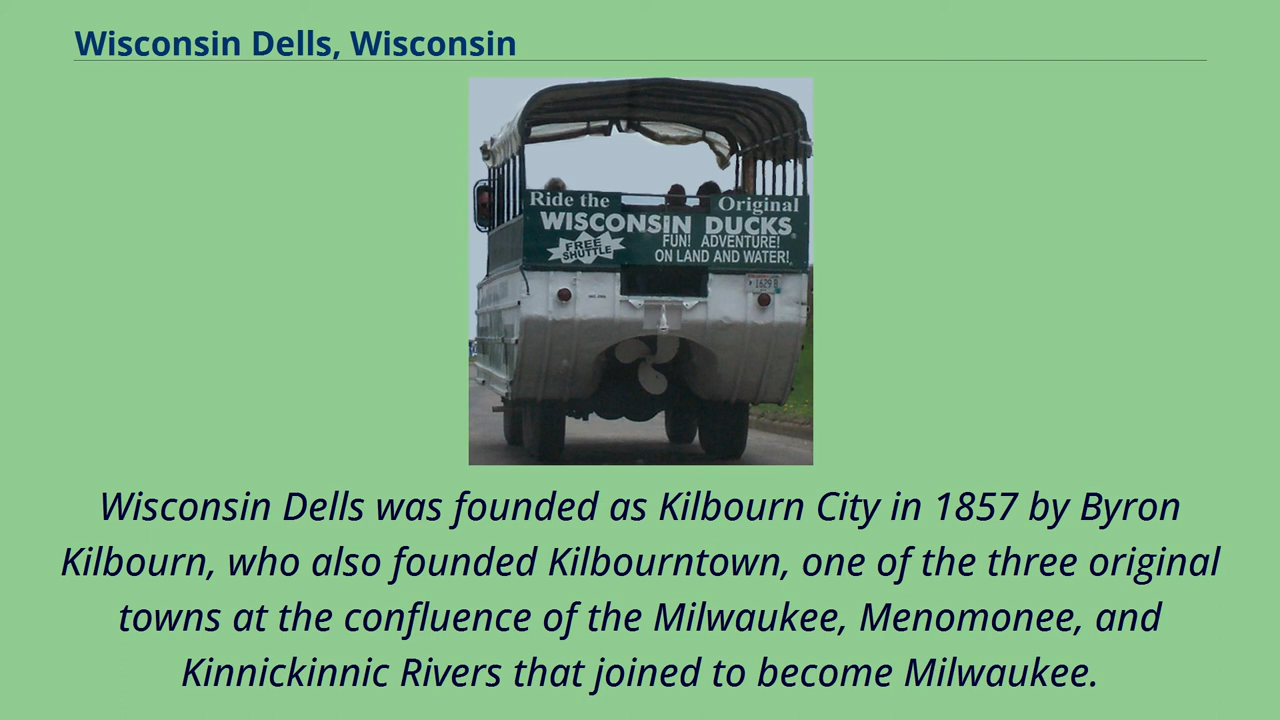 Wisconsin Dells, Wisconsin
Ride the Original
WISCONSIN DUCKS
FREE SHUTTLE
FUN! ADVENTURE!
ON LAND AND WATER!
1629 B
Wisconsin Dells was founded as Kilbourn City in 1857 by Byron
Kilbourn, who also founded Kilbourntown, one of the three original
towns at the confluence of the Milwaukee, Menomonee, and
Kinnickinnic Rivers that joined to become Milwaukee.